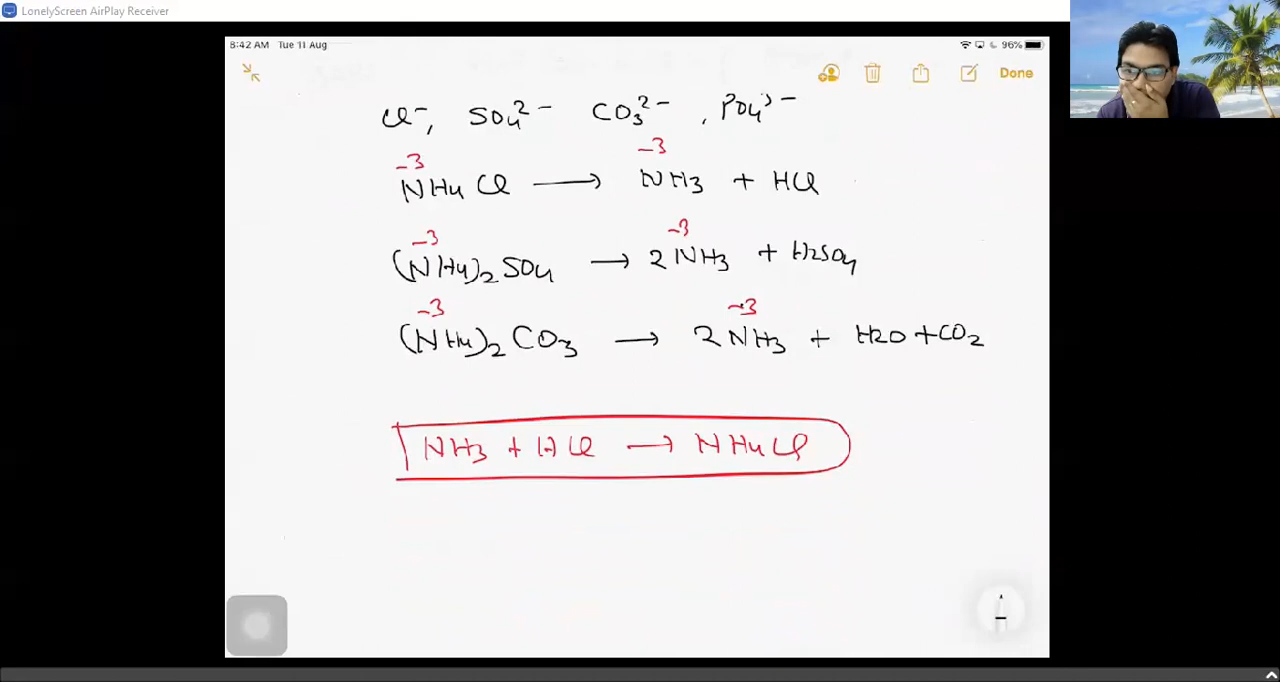 LonelyScreen AirPlay Receiver
8:42 AM Tue 11 Aug 96%
Done
Cl⁻, SO₄²⁻ CO₃²⁻ , PO₄³⁻
-3 -3
NH₄Cl ⟶ NH₃ + HCl
-3 -3
(NH₄)₂SO₄ ⟶ 2NH₃ + H₂SO₄
-3 -3
(NH₄)₂CO₃ ⟶ 2NH₃ + H₂O + CO₂
NH₃ + HCl ⟶ NH₄Cl